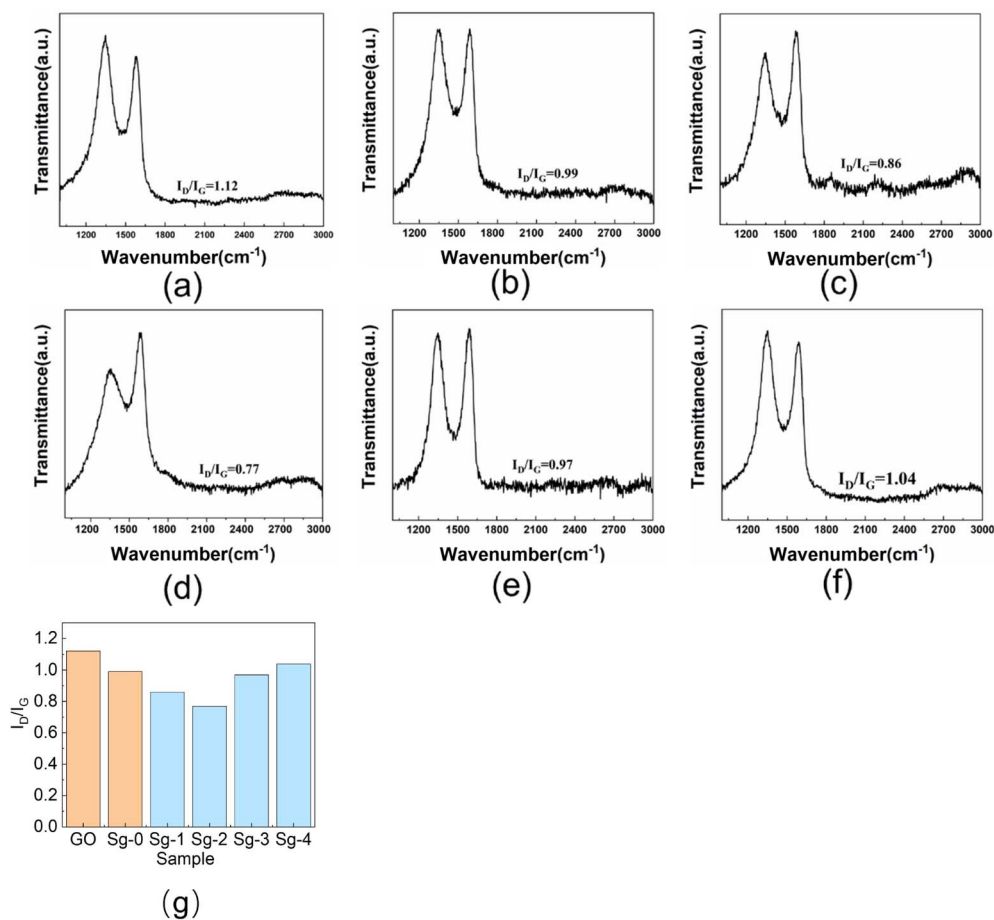 Transmittance(a.u.)
I_D/I_G=1.12
1200 1500 1800 2100 2400 2700 3000
Wavenumber(cm⁻¹)
(a)
Transmittance(a.u.)
I_D/I_G=0.99
1200 1500 1800 2100 2400 2700 3000
Wavenumber(cm⁻¹)
(b)
Transmittance(a.u.)
I_D/I_G=0.86
1200 1500 1800 2100 2400 2700 3000
Wavenumber(cm⁻¹)
(c)
Transmittance(a.u.)
I_D/I_G=0.77
1200 1500 1800 2100 2400 2700 3000
Wavenumber(cm⁻¹)
(d)
Transmittance(a.u.)
I_D/I_G=0.97
1200 1500 1800 2100 2400 2700 3000
Wavenumber(cm⁻¹)
(e)
Transmittance(a.u.)
I_D/I_G=1.04
1200 1500 1800 2100 2400 2700 3000
Wavenumber(cm⁻¹)
(f)
I_D/I_G
1.2
1.0
0.8
0.6
0.4
0.2
0.0
GO Sg-0 Sg-1 Sg-2 Sg-3 Sg-4
Sample
(g)